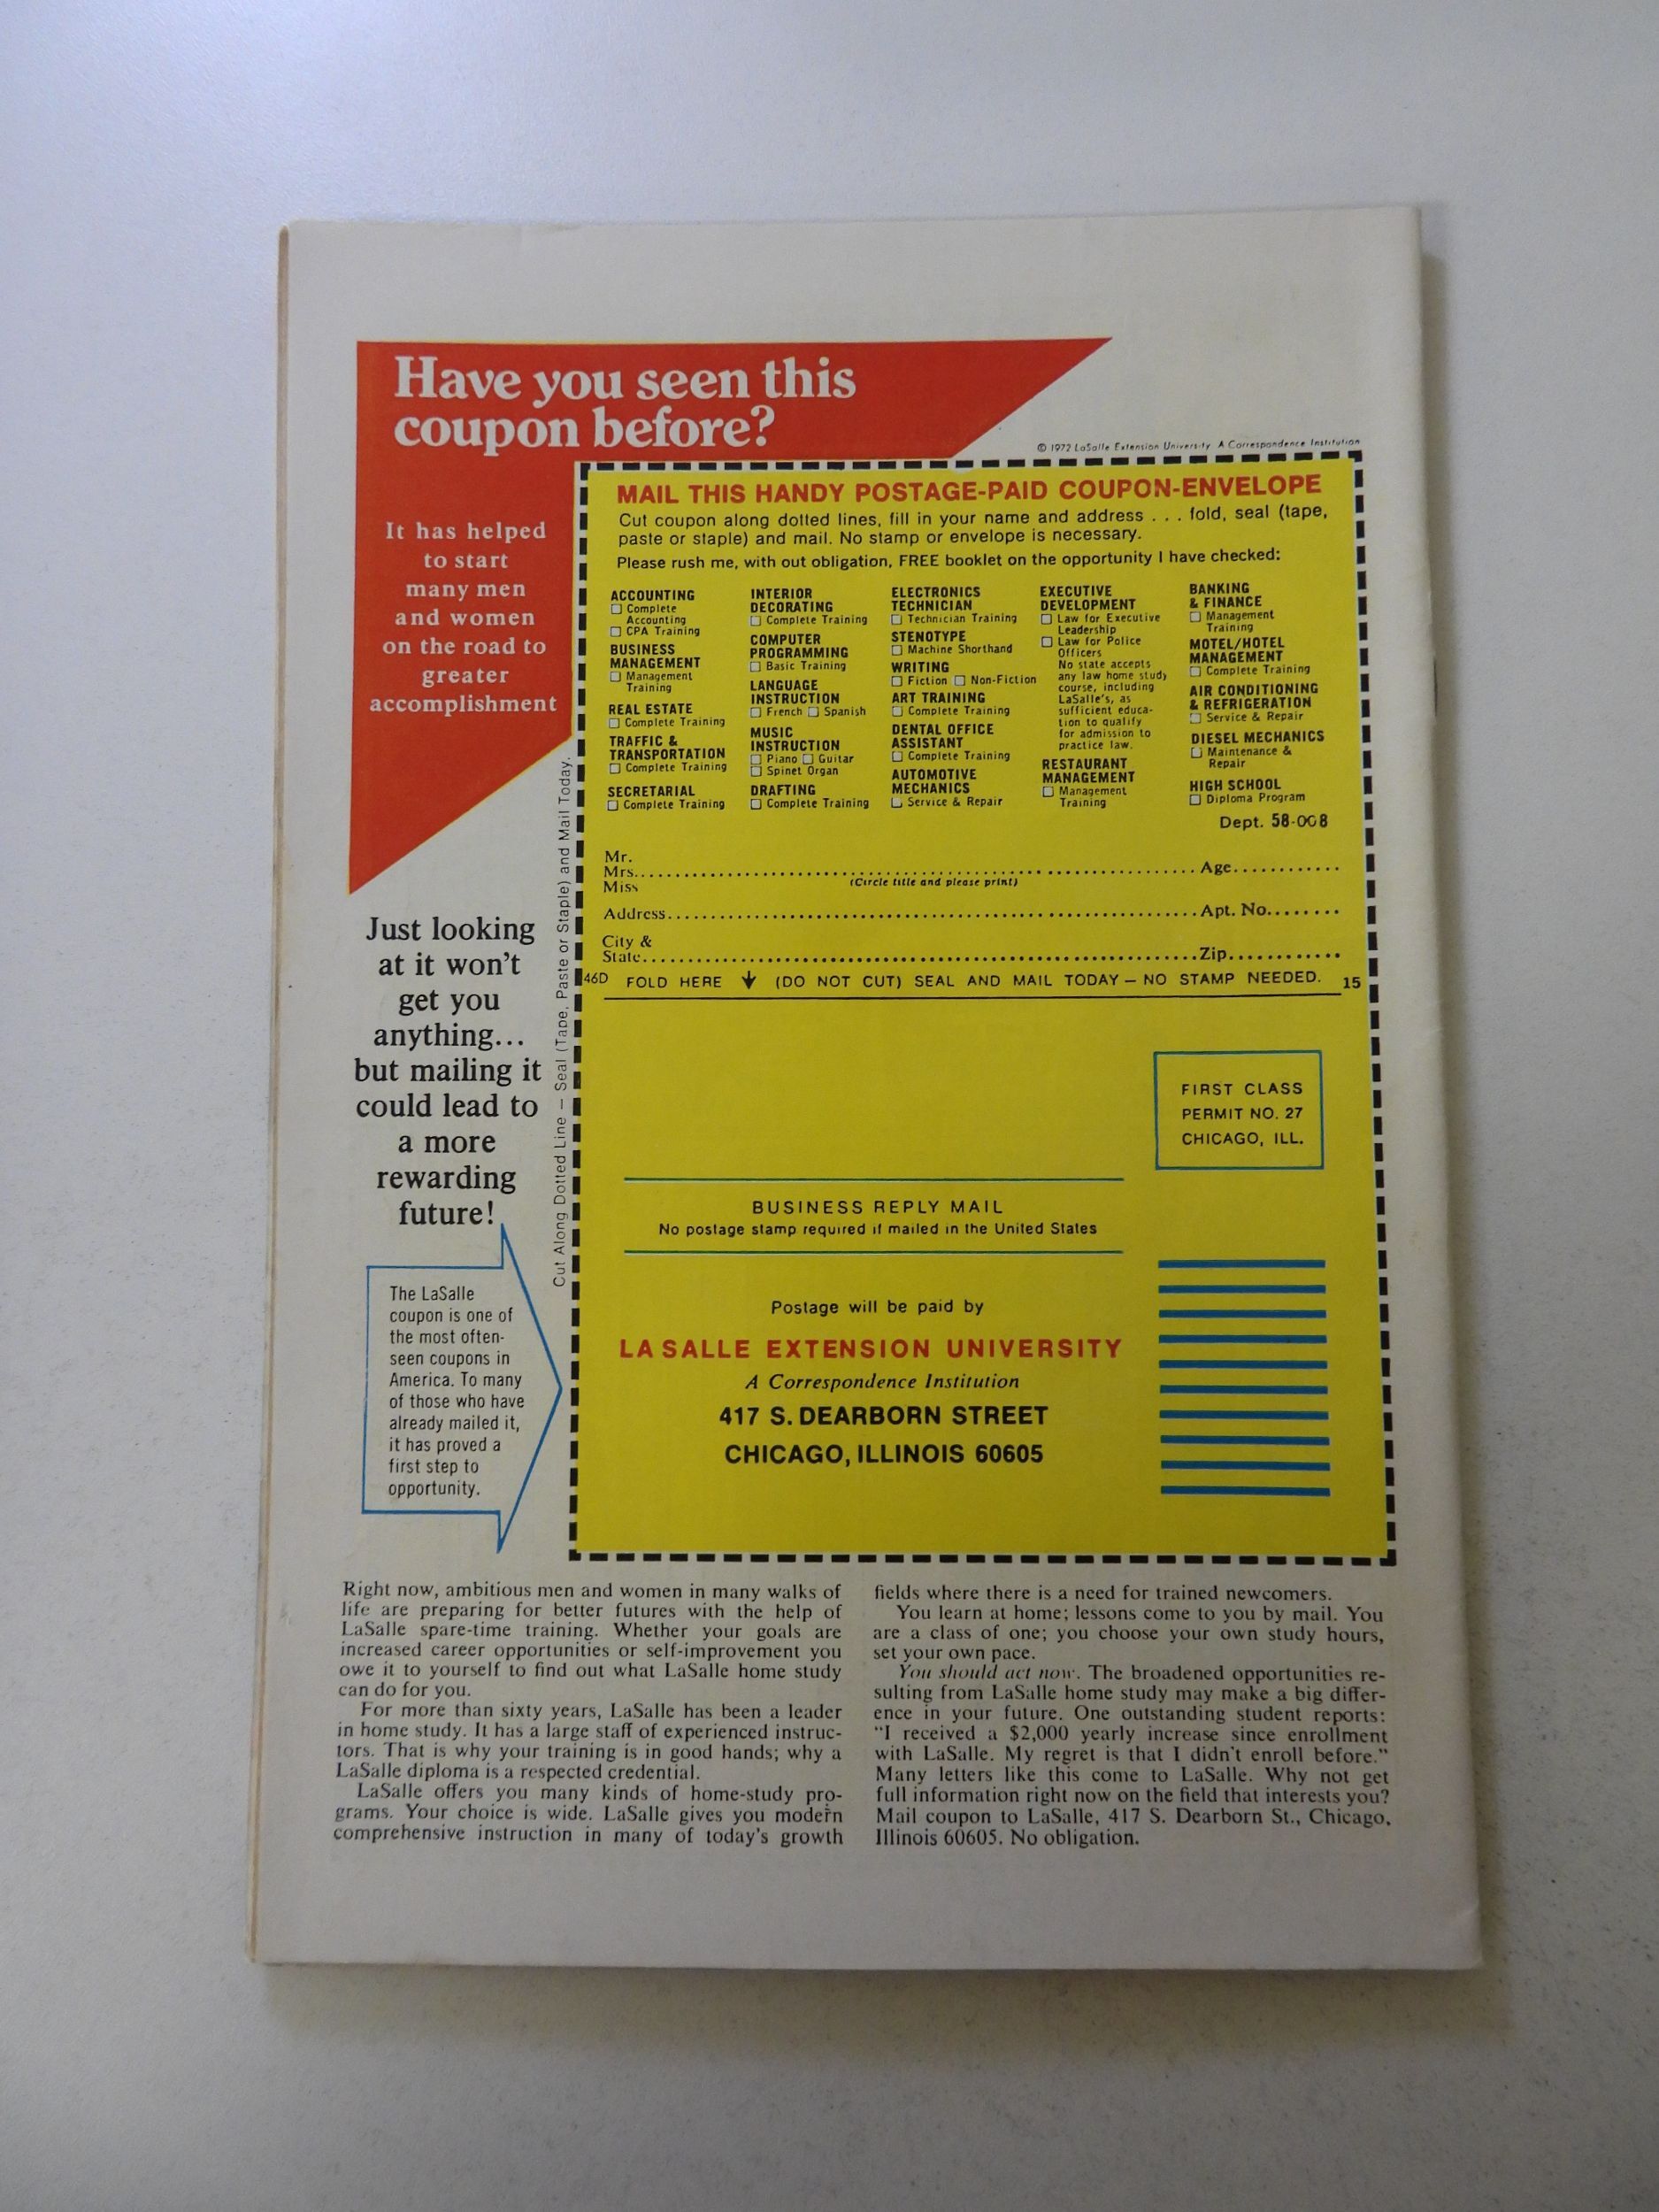 Have you seen this
coupon before?
© 1972 LaSalle Extension University A Correspondence Institution
It has helped
to start
many men
and women
on the road to
greater
accomplishment
Just looking
at it won't
get you
anything...
but mailing it
could lead to
a more
rewarding
future!
The LaSalle
coupon is one of
the most often-
seen coupons in
America. To many
of those who have
already mailed it,
it has proved a
first step to
opportunity.
Cut Along Dotted Line — Seal (Tape, Paste or Staple) and Mail Today.
MAIL THIS HANDY POSTAGE-PAID COUPON-ENVELOPE
Cut coupon along dotted lines, fill in your name and address . . . fold, seal (tape,
paste or staple) and mail. No stamp or envelope is necessary.
Please rush me, with out obligation, FREE booklet on the opportunity I have checked:
ACCOUNTING
☐ Complete
Accounting
☐ CPA Training
BUSINESS
MANAGEMENT
☐ Management
Training
REAL ESTATE
☐ Complete Training
TRAFFIC &
TRANSPORTATION
☐ Complete Training
SECRETARIAL
☐ Complete Training
INTERIOR
DECORATING
☐ Complete Training
COMPUTER
PROGRAMMING
☐ Basic Training
LANGUAGE
INSTRUCTION
☐ French ☐ Spanish
MUSIC
INSTRUCTION
☐ Piano ☐ Guitar
☐ Spinet Organ
DRAFTING
☐ Complete Training
ELECTRONICS
TECHNICIAN
☐ Technician Training
STENOTYPE
☐ Machine Shorthand
WRITING
☐ Fiction ☐ Non-Fiction
ART TRAINING
☐ Complete Training
DENTAL OFFICE
ASSISTANT
☐ Complete Training
AUTOMOTIVE
MECHANICS
☐ Service & Repair
EXECUTIVE
DEVELOPMENT
☐ Law for Executive
Leadership
☐ Law for Police
Officers
No state accepts
any law home study
course, including
LaSalle's, as
sufficient educa-
tion to qualify
for admission to
practice law.
RESTAURANT
MANAGEMENT
☐ Management
Training
BANKING
& FINANCE
☐ Management
Training
MOTEL/HOTEL
MANAGEMENT
☐ Complete Training
AIR CONDITIONING
& REFRIGERATION
☐ Service & Repair
DIESEL MECHANICS
☐ Maintenance &
Repair
HIGH SCHOOL
☐ Diploma Program
Dept. 58-008
Mr.
Mrs. Age
Miss (Circle title and please print)
Address Apt. No.
City &
State Zip
46D FOLD HERE ↓ (DO NOT CUT) SEAL AND MAIL TODAY — NO STAMP NEEDED. 15
FIRST CLASS
PERMIT NO. 27
CHICAGO, ILL.
BUSINESS REPLY MAIL
No postage stamp required if mailed in the United States
Postage will be paid by
LA SALLE EXTENSION UNIVERSITY
A Correspondence Institution
417 S. DEARBORN STREET
CHICAGO, ILLINOIS 60605
Right now, ambitious men and women in many walks of
life are preparing for better futures with the help of
LaSalle spare-time training. Whether your goals are
increased career opportunities or self-improvement you
owe it to yourself to find out what LaSalle home study
can do for you.
For more than sixty years, LaSalle has been a leader
in home study. It has a large staff of experienced instruc-
tors. That is why your training is in good hands; why a
LaSalle diploma is a respected credential.
LaSalle offers you many kinds of home-study pro-
grams. Your choice is wide. LaSalle gives you modern
comprehensive instruction in many of today's growth
fields where there is a need for trained newcomers.
You learn at home; lessons come to you by mail. You
are a class of one; you choose your own study hours,
set your own pace.
You should act now. The broadened opportunities re-
sulting from LaSalle home study may make a big differ-
ence in your future. One outstanding student reports:
"I received a $2,000 yearly increase since enrollment
with LaSalle. My regret is that I didn't enroll before."
Many letters like this come to LaSalle. Why not get
full information right now on the field that interests you?
Mail coupon to LaSalle, 417 S. Dearborn St., Chicago,
Illinois 60605. No obligation.